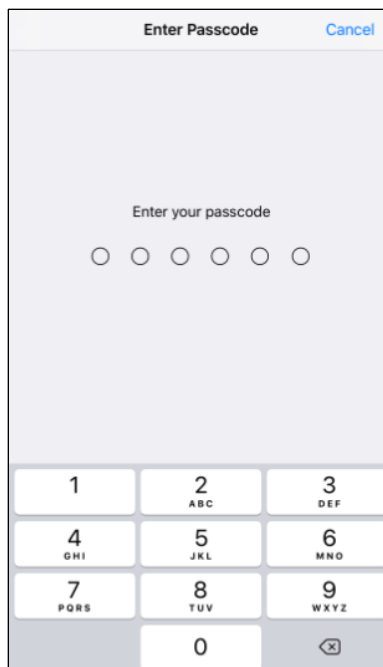 Enter Passcode Cancel
Enter your passcode
1 2 3
ABC DEF
4 5 6
GHI JKL MNO
7 8 9
PQRS TUV WXYZ
0